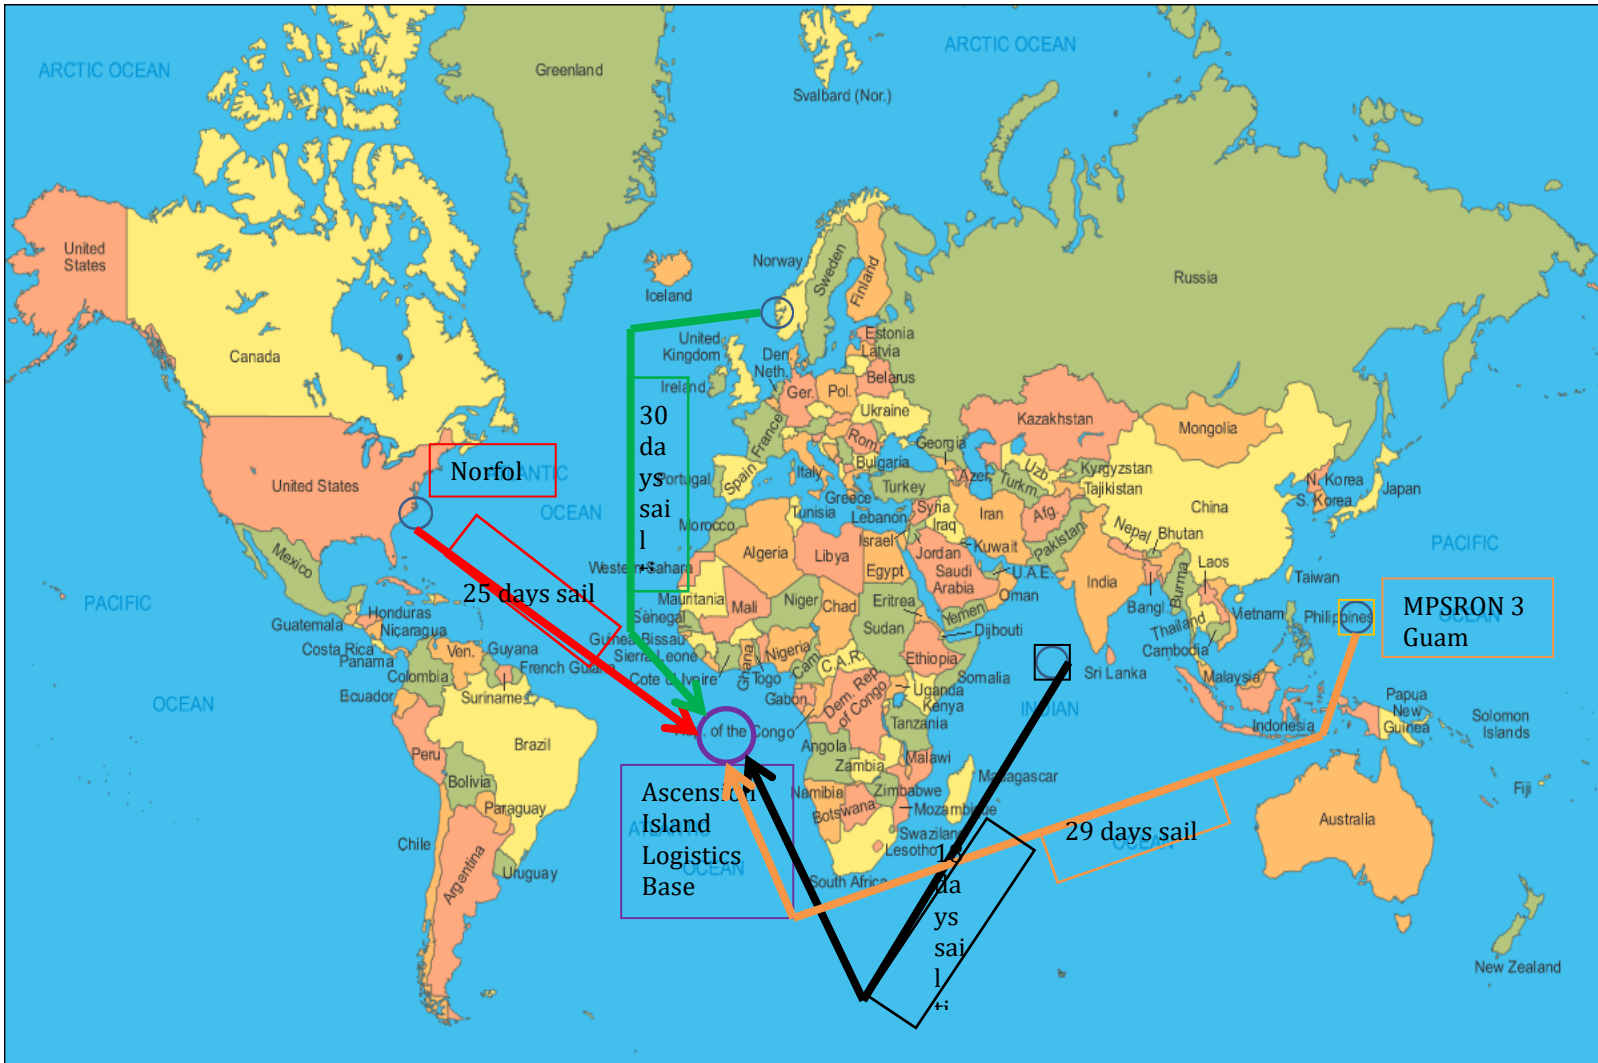 ARCTIC OCEAN
ARCTIC OCEAN
Greenland
Svalbard (Nor.)
United
States
Norway
Sweden
Finland
Russia
Iceland
Canada
United
Kingdom
Den.
Neth.
Ireland
Estonia
Latvia
Belarus
Ger.
Pol.
Ukraine
Kazakhstan
Mongolia
30
da
ys
sai
l
France
Rom.
Georgia
Norfol
ATLANTIC
OCEAN
Portugal
Spain
Italy
Bulgaria
Azer.
Uzb.
Turkm.
Kyrgyzstan
Tajikistan
N. Korea
S. Korea
Japan
United States
Greece
Turkey
China
Tunisia
Lebanon
Syria
Iraq
Iran
Afg.
PACIFIC
Morocco
Israel
Jordan
Kuwait
Pakistan
Nepal
Bhutan
Mexico
Algeria
Libya
Egypt
Saudi
Arabia
U.A.E.
Oman
India
Burma
Laos
Taiwan
Western Sahara
25 days sail
PACIFIC
Mauritania
Mali
Niger
Chad
Eritrea
Yemen
Bangl.
Vietnam
Philippines
MPSRON 3
Guam
OCEAN
Honduras
Guatemala
Nicaragua
Senegal
Sudan
Djibouti
Thailand
Costa Rica
Panama
Guyana
Ven.
French Guiana
Guinea-Bissau
Sierra Leone
Nigeria
Ghana
Ethiopia
Cambodia
Colombia
Cote d'Ivoire
Togo
Cam.
C.A.R.
Somalia
Sri Lanka
Malaysia
Ecuador
Suriname
Gabon
Dem. Rep.
of Congo
Uganda
Kenya
OCEAN
INDIAN
Papua
New
Guinea
Solomon
Islands
Brazil
Rep. of the Congo
Tanzania
Indonesia
Peru
Angola
Malawi
Zambia
Bolivia
Madagascar
Fiji
Ascension
Island
Logistics
Base
Namibia
Zimbabwe
Botswana
Mozambique
Paraguay
Australia
ATLANTIC
OCEAN
Chile
Swaziland
Lesotho
29 days sail
OCEAN
Argentina
Uruguay
South Africa
18
da
ys
sai
l
New Zealand